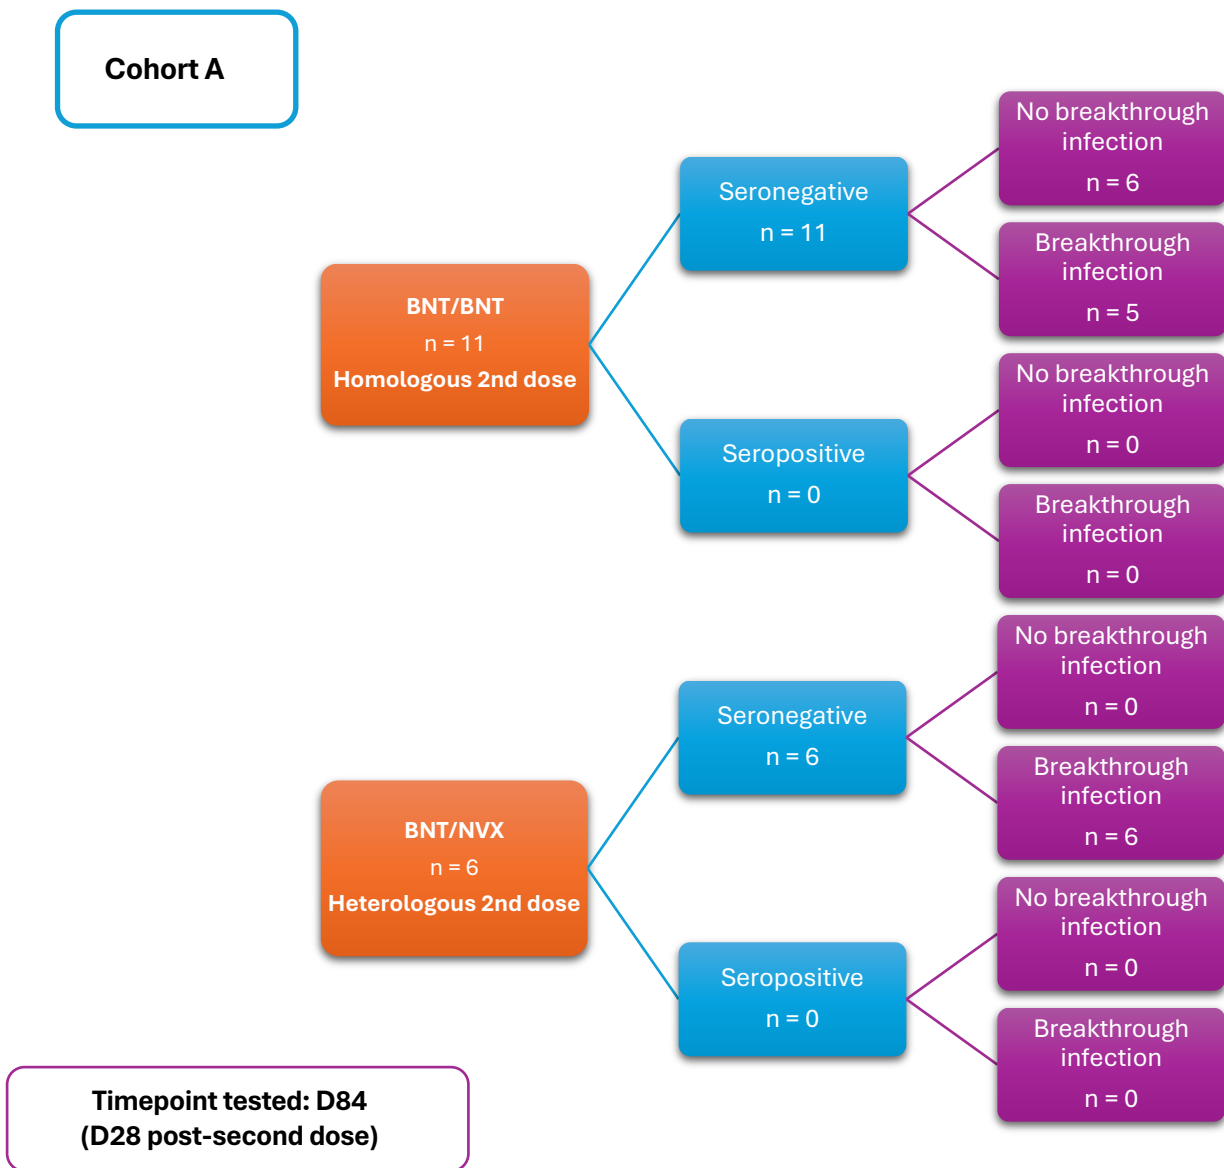 Cohort A
No breakthrough
infection
n = 6
Seronegative
n = 11
Breakthrough
infection
n = 5
BNT/BNT
n = 11
Homologous 2nd dose
No breakthrough
infection
n = 0
Seropositive
n = 0
Breakthrough
infection
n = 0
No breakthrough
infection
n = 0
Seronegative
n = 6
Breakthrough
infection
n = 6
BNT/NVX
n = 6
Heterologous 2nd dose
No breakthrough
infection
n = 0
Seropositive
n = 0
Breakthrough
infection
n = 0
Timepoint tested: D84
(D28 post-second dose)